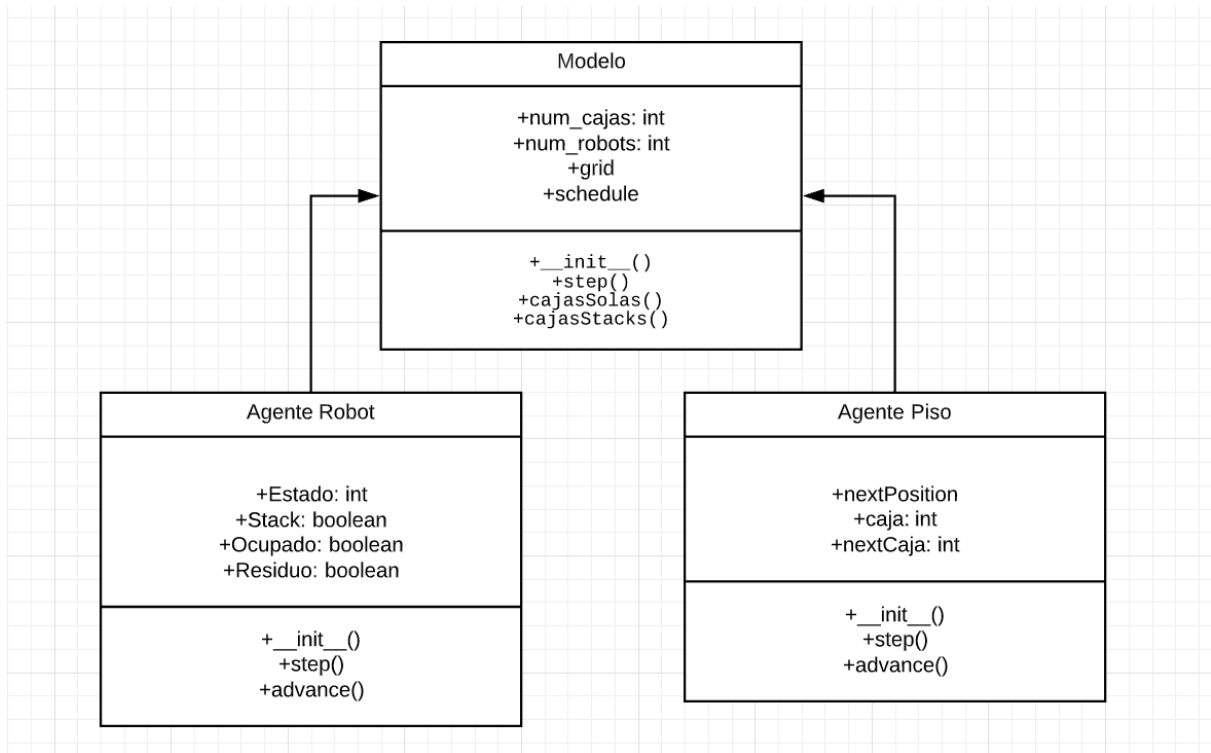 Modelo
+num_cajas: int
+num_robots: int
+grid
+schedule
+__init__()
+step()
+cajasSolas()
+cajasStacks()
Agente Robot
+Estado: int
+Stack: boolean
+Ocupado: boolean
+Residuo: boolean
+__init__()
+step()
+advance()
Agente Piso
+nextPosition
+caja: int
+nextCaja: int
+__init__()
+step()
+advance()